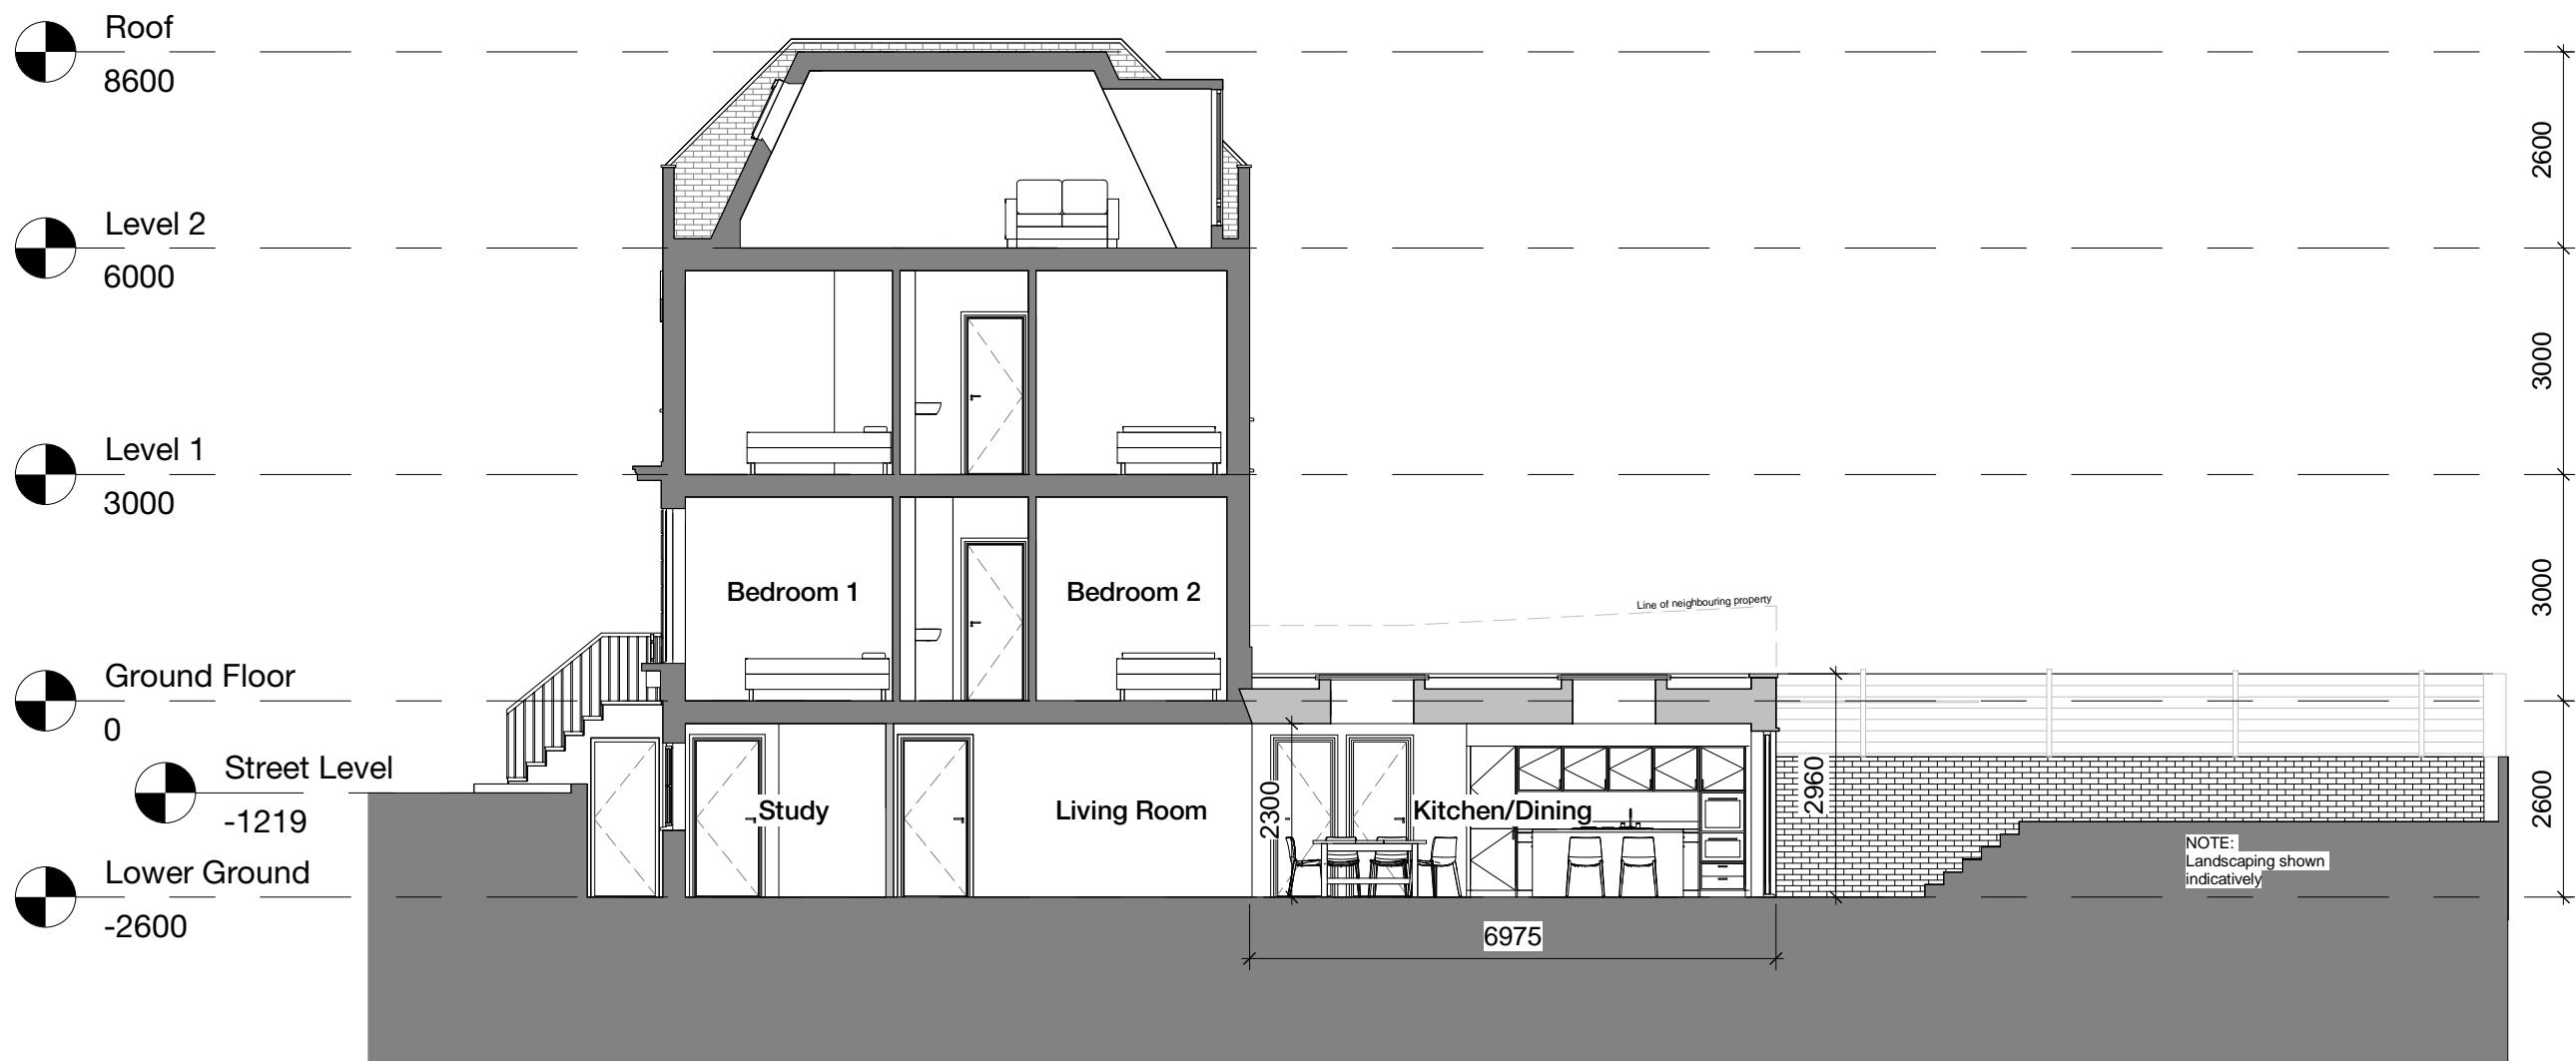 Roof
8600
2600
Level 2
6000
3000
Level 1
3000
3000
Bedroom 1
Bedroom 2
Line of neighbouring property
Ground Floor
0
Street Level
-1219
Study
Living Room
2300
Kitchen/Dining
2960
2600
NOTE:
Landscaping shown
indicatively
Lower Ground
-2600
6975